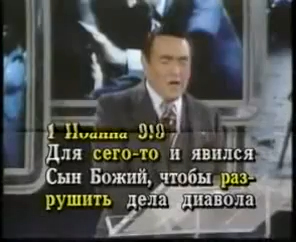 1 Иоанна 3:8
Для сего-то и явился
Сын Божий, чтобы раз-
рушить дела диавола